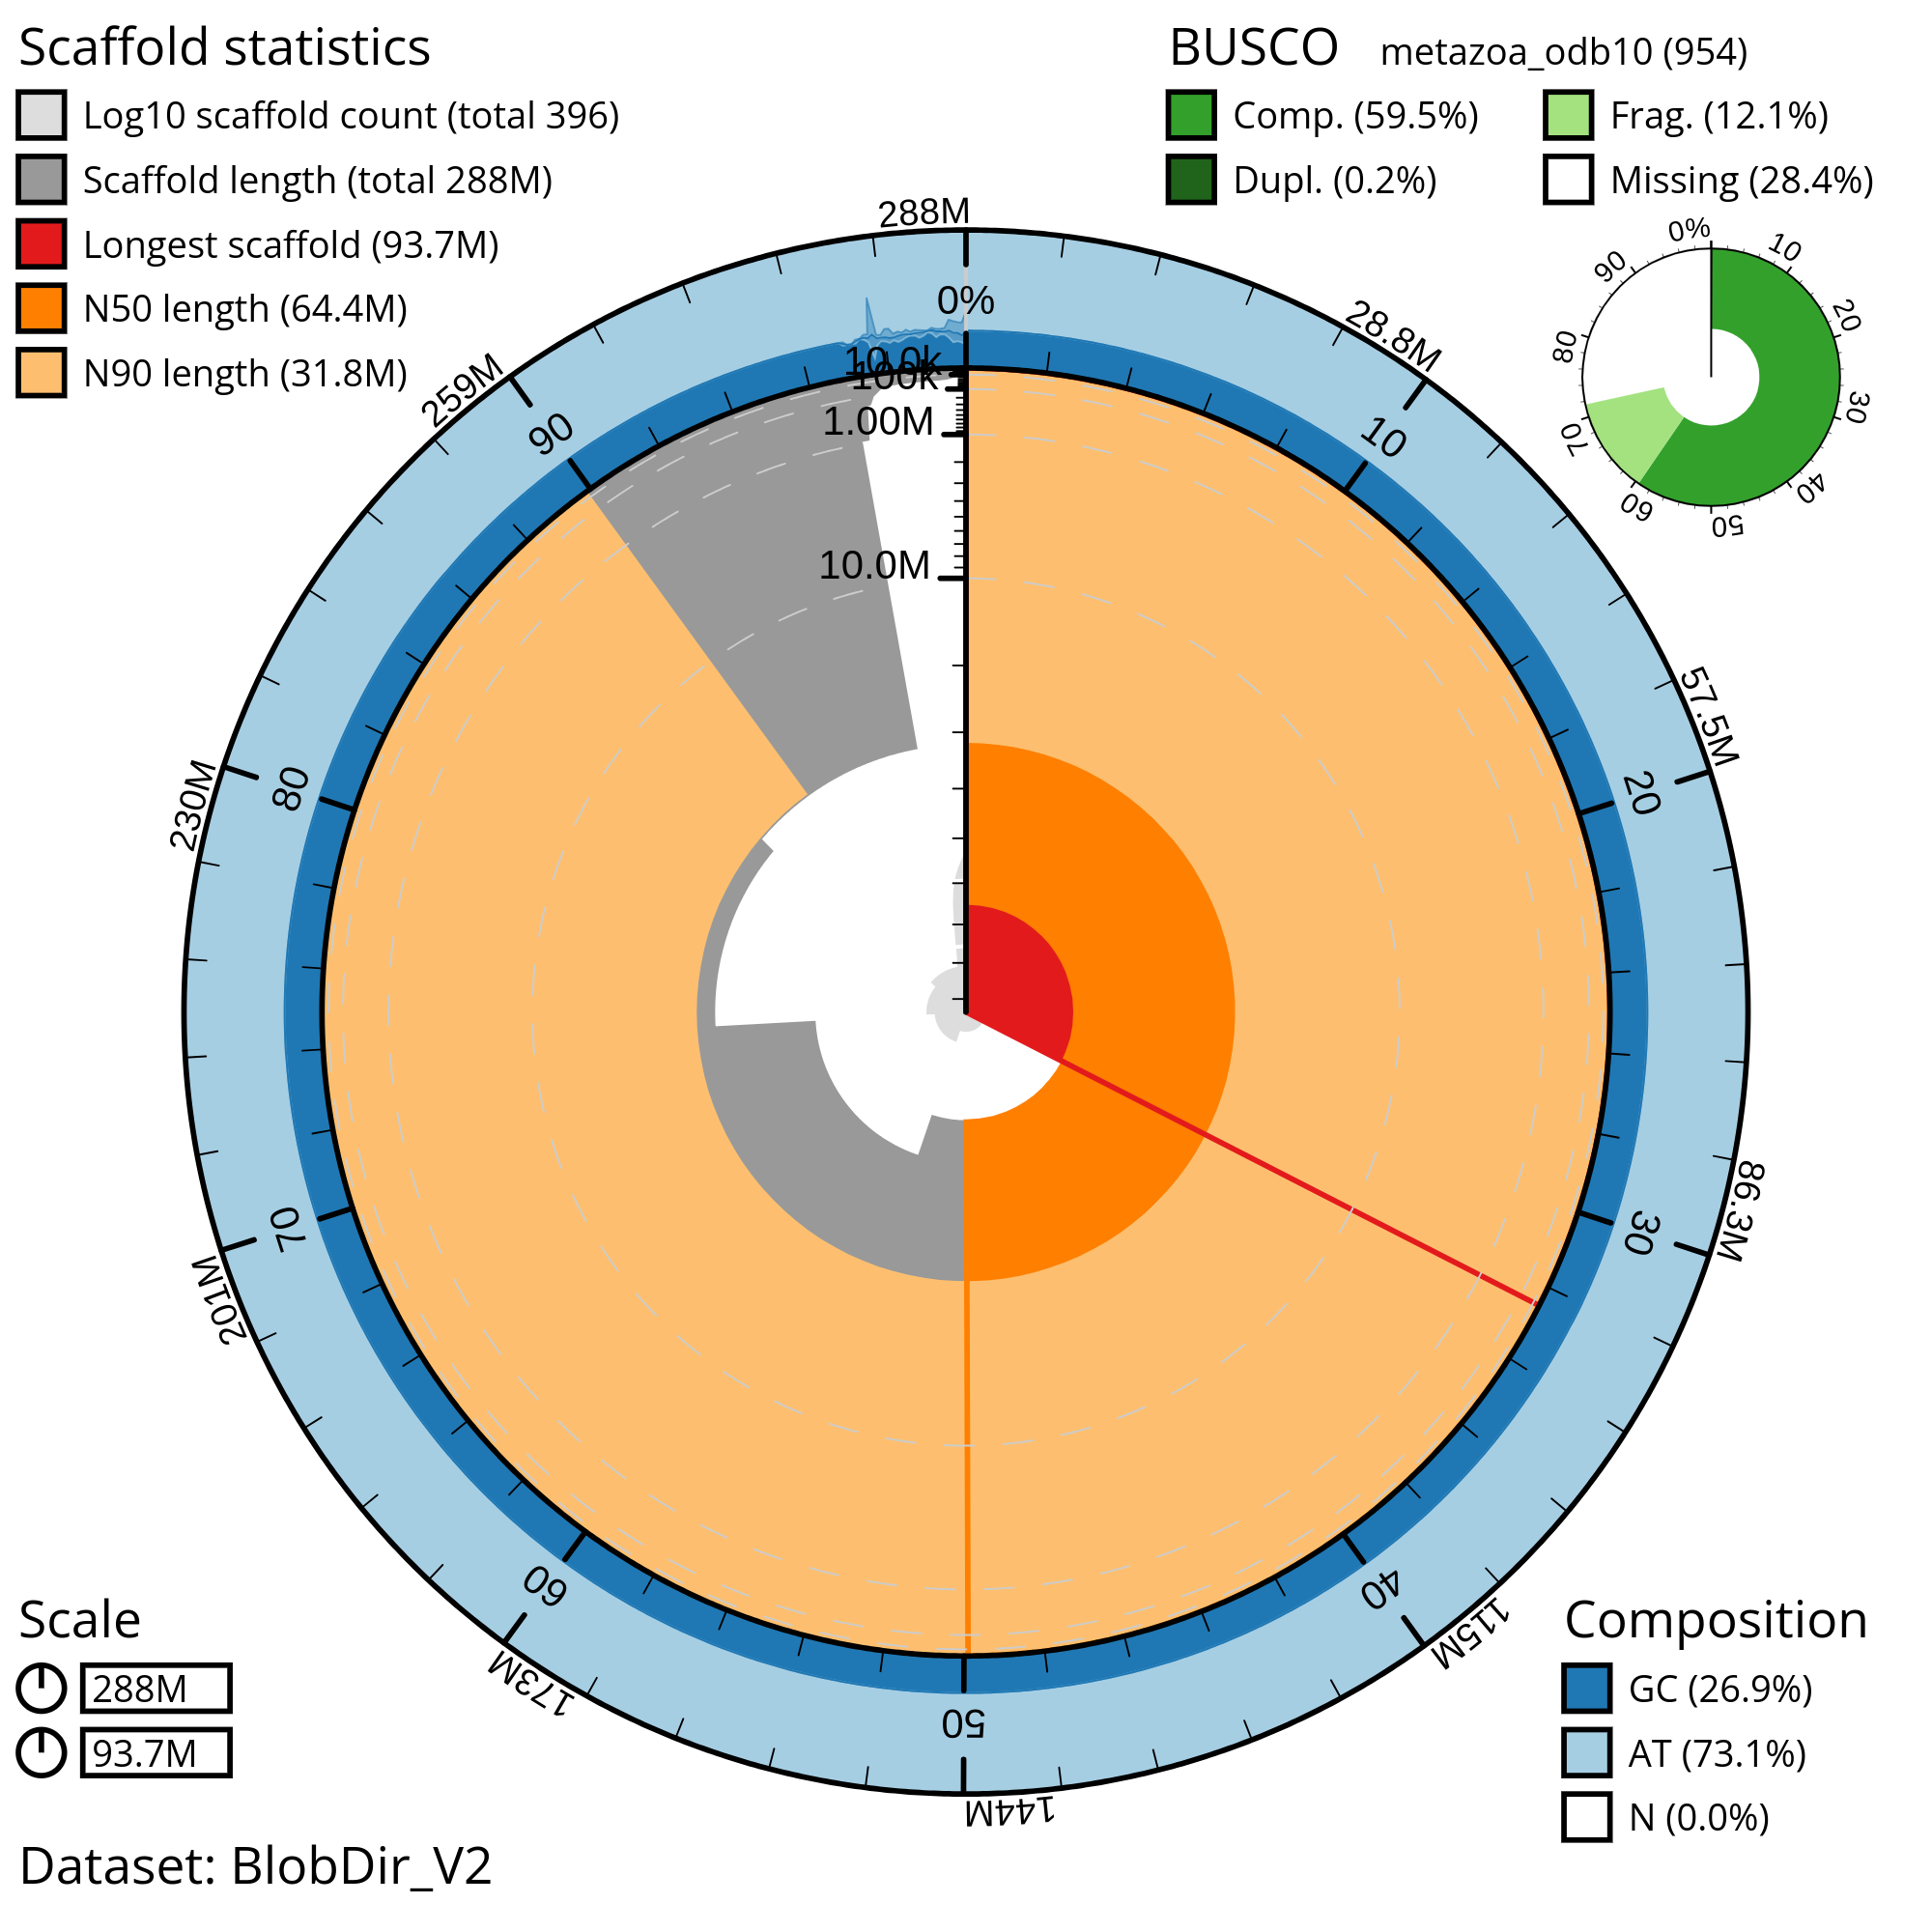 Scaffold statistics
Log10 scaffold count (total 396)
Scaffold length (total 288M)
Longest scaffold (93.7M)
N50 length (64.4M)
N90 length (31.8M)
BUSCO metazoa_odb10 (954)
Comp. (59.5%) Frag. (12.1%)
Dupl. (0.2%) Missing (28.4%)
0%
10
20
30
40
50
60
70
80
90
288M
28.8M
57.5M
86.3M
115M
144M
173M
201M
230M
259M
0%
10
20
30
40
50
60
70
80
90
10.0k
100k
1.00M
10.0M
Scale
288M
93.7M
Composition
GC (26.9%)
AT (73.1%)
N (0.0%)
Dataset: BlobDir_V2